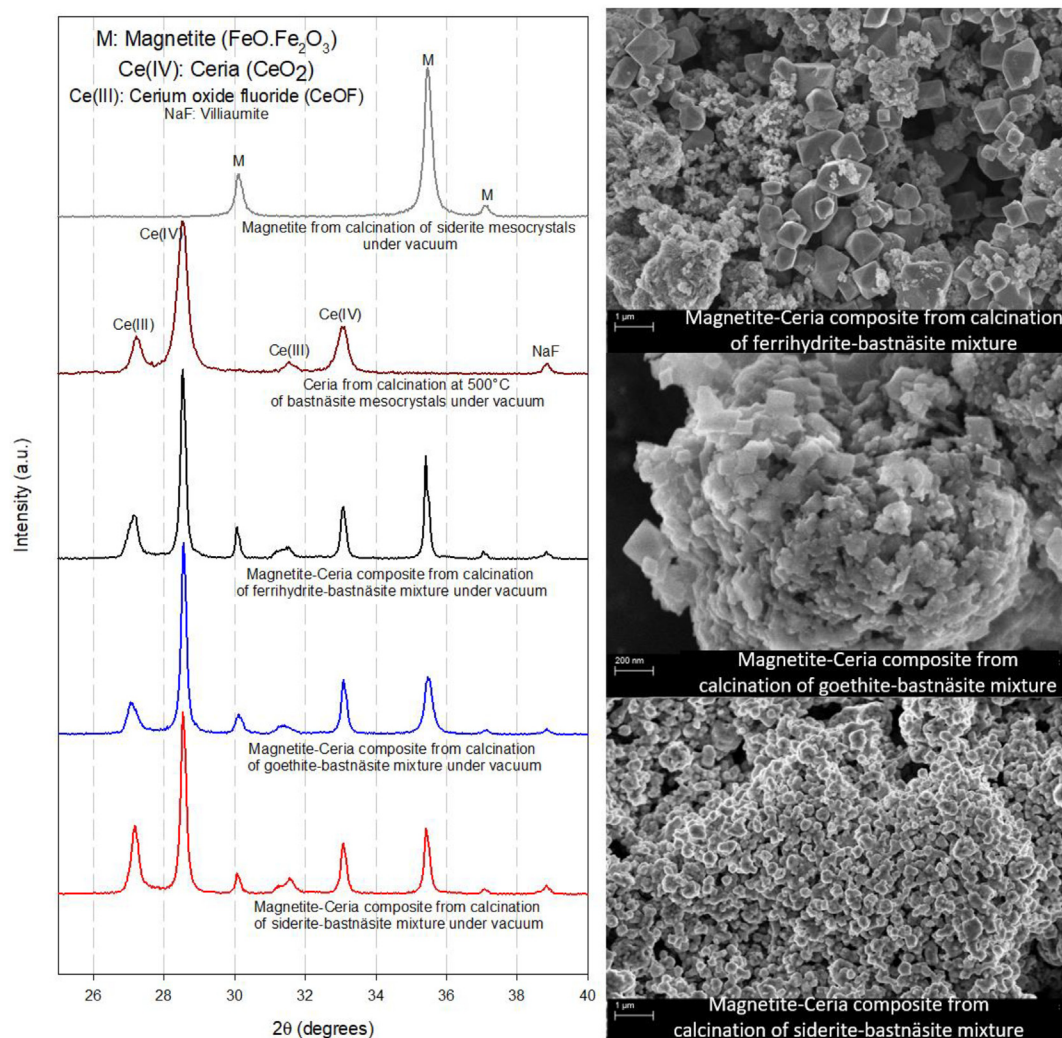 M: Magnetite (FeO.Fe2O3)
Ce(IV): Ceria (CeO2)
Ce(III): Cerium oxide fluoride (CeOF)
NaF: Villiaumite
M
M
M
Magnetite from calcination of siderite mesocrystals
under vacuum
Ce(IV)
Ce(III)
Ce(III)
Ce(IV)
NaF
Ceria from calcination at 500°C
of bastnäsite mesocrystals under vacuum
Magnetite-Ceria composite from calcination
of ferrihydrite-bastnäsite mixture under vacuum
Magnetite-Ceria composite from calcination
of goethite-bastnäsite mixture under vacuum
Magnetite-Ceria composite from calcination
of siderite-bastnäsite mixture under vacuum
Intensity (a.u.)
26 28 30 32 34 36 38 40
2θ (degrees)
1 µm
Magnetite-Ceria composite from calcination
of ferrihydrite-bastnäsite mixture
200 nm
Magnetite-Ceria composite from
calcination of goethite-bastnäsite mixture
1 µm
Magnetite-Ceria composite from
calcination of siderite-bastnäsite mixture